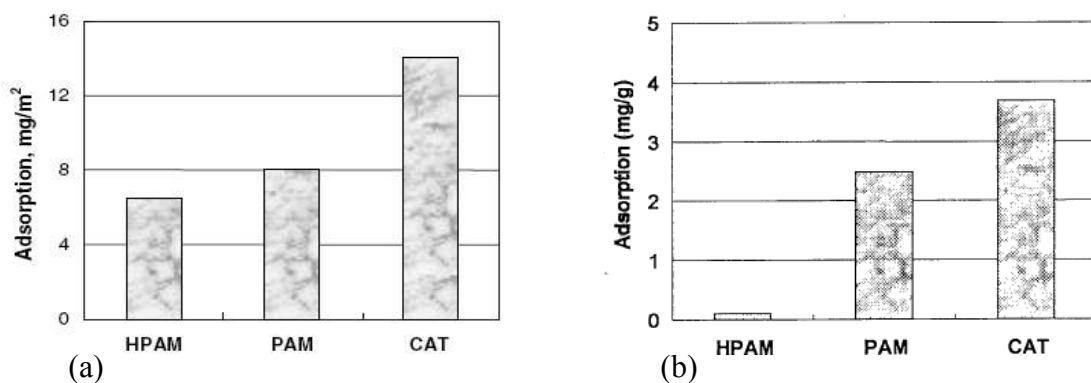 16
12
8
4
0
Adsorption, mg/m²
HPAM PAM CAT
(a)
5
4
3
2
1
0
Adsorption (mg/g)
HPAM PAM CAT
(b)